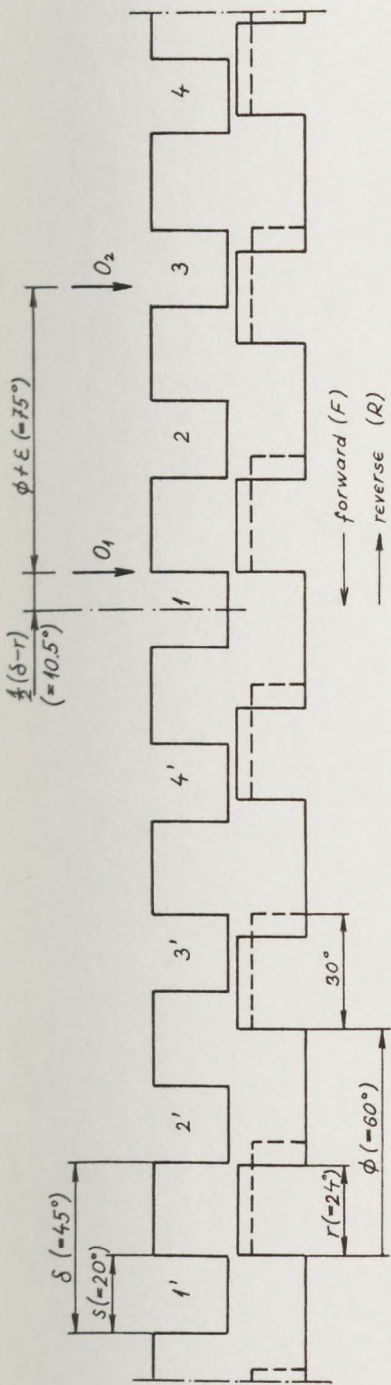 ½(δ-r)
(=10.5°)
ϕ+ε (=75°)
O₁
O₂
δ (=45°)
s(=20°)
1' 2' 3' 4' 1 2 3 4
30°
r(=24°)
ϕ (=60°)
forward (F)
reverse (R)